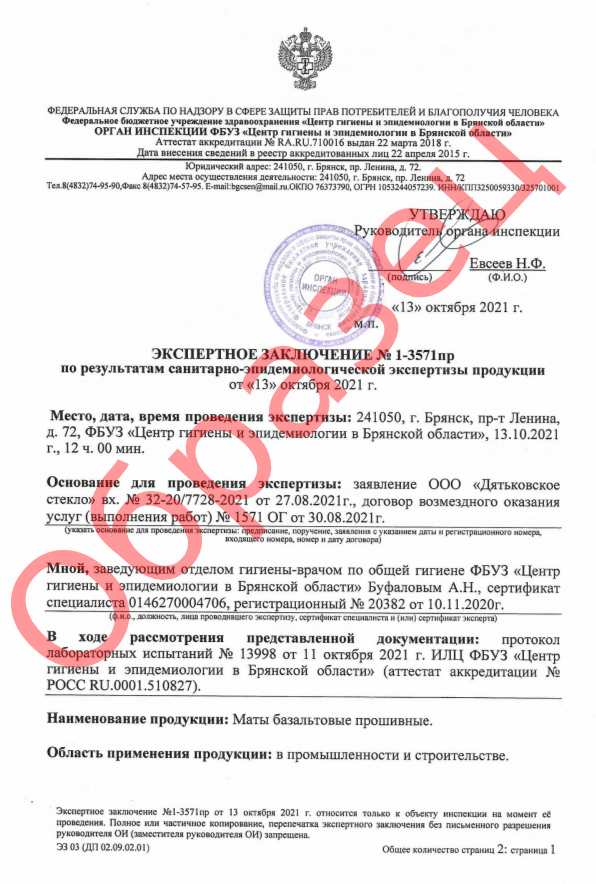 ФЕДЕРАЛЬНАЯ СЛУЖБА ПО НАДЗОРУ В СФЕРЕ ЗАЩИТЫ ПРАВ ПОТРЕБИТЕЛЕЙ И БЛАГОПОЛУЧИЯ ЧЕЛОВЕКА
Федеральное бюджетное учреждение здравоохранения «Центр гигиены и эпидемиологии в Брянской области»
ОРГАН ИНСПЕКЦИИ ФБУЗ «Центр гигиены и эпидемиологии в Брянской области»
Аттестат аккредитации № RA.RU.710016 выдан 22 марта 2018 г.
Дата внесения сведений в реестр аккредитованных лиц 22 апреля 2015 г.
Юридический адрес: 241050, г. Брянск, пр. Ленина, д. 72.
Адрес места осуществления деятельности: 241050, г. Брянск, пр. Ленина, д. 72
Тел.8(4832)74-95-90,Факс 8(4832)74-57-95. E-mail:bgcsen@mail.ru.ОКПО 76373790, ОГРН 1053244057239. ИНН/КПП3250059330/325701001
УТВЕРЖДАЮ
Руководитель органа инспекции
Евсеев Н.Ф.
(подпись) (Ф.И.О.)
ОРГАН
ИНСПЕКЦИИ
БРЯНСК
«13» октября 2021 г.
м.п.
ЭКСПЕРТНОЕ ЗАКЛЮЧЕНИЕ № 1-3571пр
по результатам санитарно-эпидемиологической экспертизы продукции
от «13» октября 2021 г.
Место, дата, время проведения экспертизы: 241050, г. Брянск, пр-т Ленина,
д. 72, ФБУЗ «Центр гигиены и эпидемиологии в Брянской области», 13.10.2021
г., 12 ч. 00 мин.
Основание для проведения экспертизы: заявление ООО «Дятьковское
стекло» вх. № 32-20/7728-2021 от 27.08.2021г., договор возмездного оказания
услуг (выполнения работ) № 1571 ОГ от 30.08.2021г.
(указать основание для проведения экспертизы: предписание, поручение, заявления с указанием даты и регистрационного номера,
входящего номера, номер и дату договора)
Мной, заведующим отделом гигиены-врачом по общей гигиене ФБУЗ «Центр
гигиены и эпидемиологии в Брянской области» Буфаловым А.Н., сертификат
специалиста 0146270004706, регистрационный № 20382 от 10.11.2020г.
(ф.и.о., должность, лица проводившего экспертизу, сертификат специалиста и (или) сертификат эксперта)
В ходе рассмотрения представленной документации: протокол
лабораторных испытаний № 13998 от 11 октября 2021 г. ИЛЦ ФБУЗ «Центр
гигиены и эпидемиологии в Брянской области» (аттестат аккредитации №
РОСС RU.0001.510827).
Наименование продукции: Маты базальтовые прошивные.
Область применения продукции: в промышленности и строительстве.
Экспертное заключение №1-3571пр от 13 октября 2021 г. относится только к объекту инспекции на момент её
проведения. Полное или частичное копирование, перепечатка экспертного заключения без письменного разрешения
руководителя ОИ (заместителя руководителя ОИ) запрещена.
ЭЗ 03 (ДП 02.09.02.01) Общее количество страниц 2: страница 1
Образец